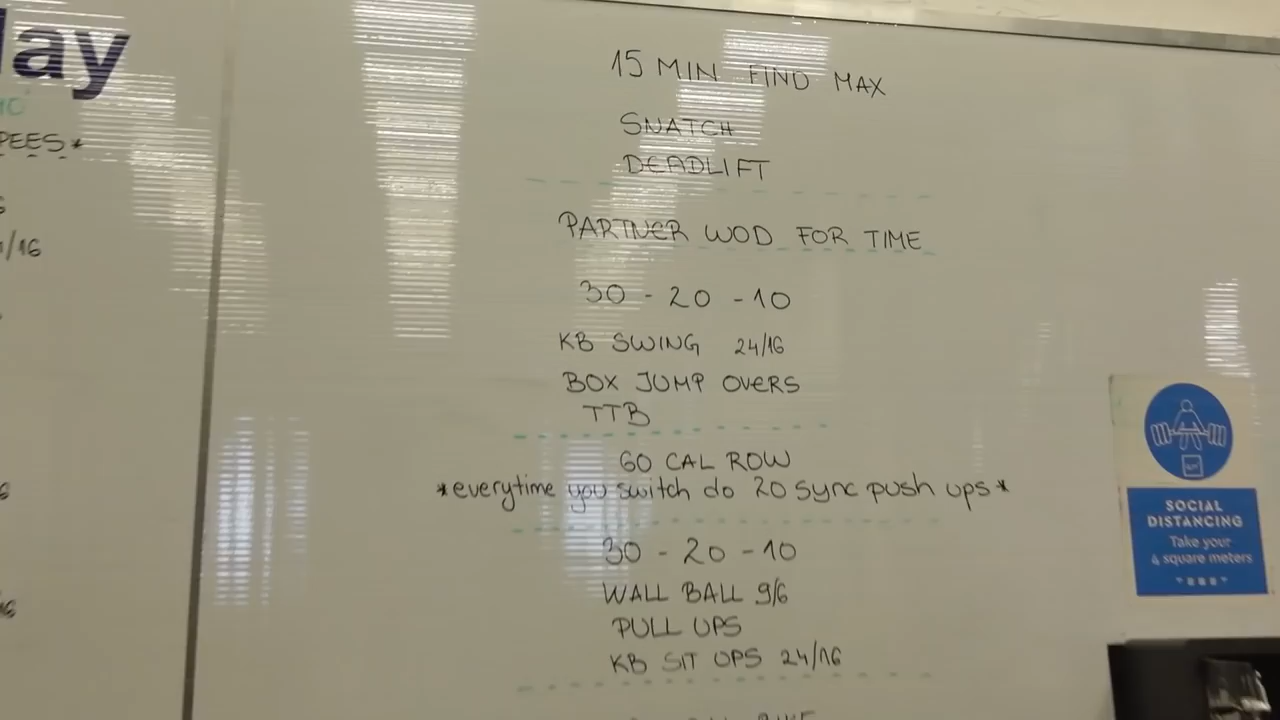 lay
PEES*
/16
15 MIN FIND MAX
SNATCH
DEADLIFT
PARTNER WOD FOR TIME
30 - 20 - 10
KB SWING 24/16
BOX JUMP OVERS
TTB
60 CAL ROW
*everytime you switch do 20 sync push ups*
30 - 20 - 10
WALL BALL 9/6
PULL UPS
KB SIT UPS 24/16
SOCIAL
DISTANCING
Take your
4 square meters